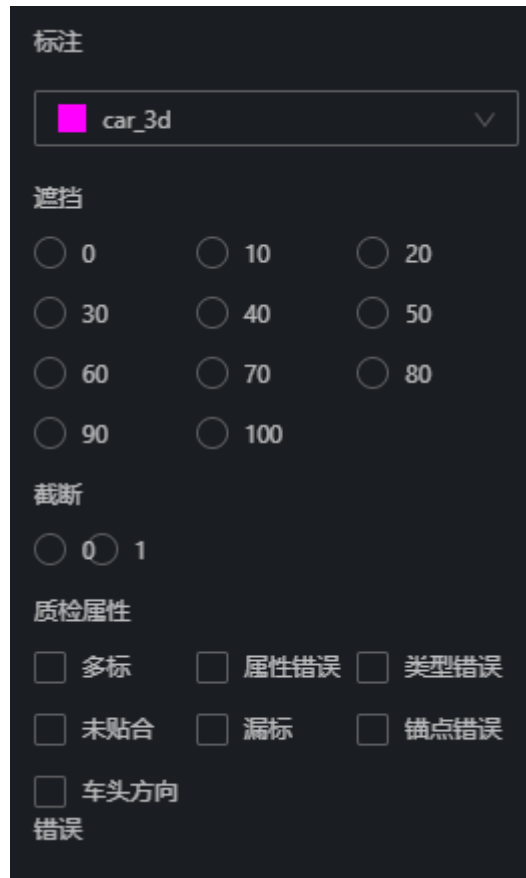 标注
car_3d
遮挡
0 10 20
30 40 50
60 70 80
90 100
截断
0 1
质检属性
多标 属性错误 类型错误
未贴合 漏标 锚点错误
车头方向
错误